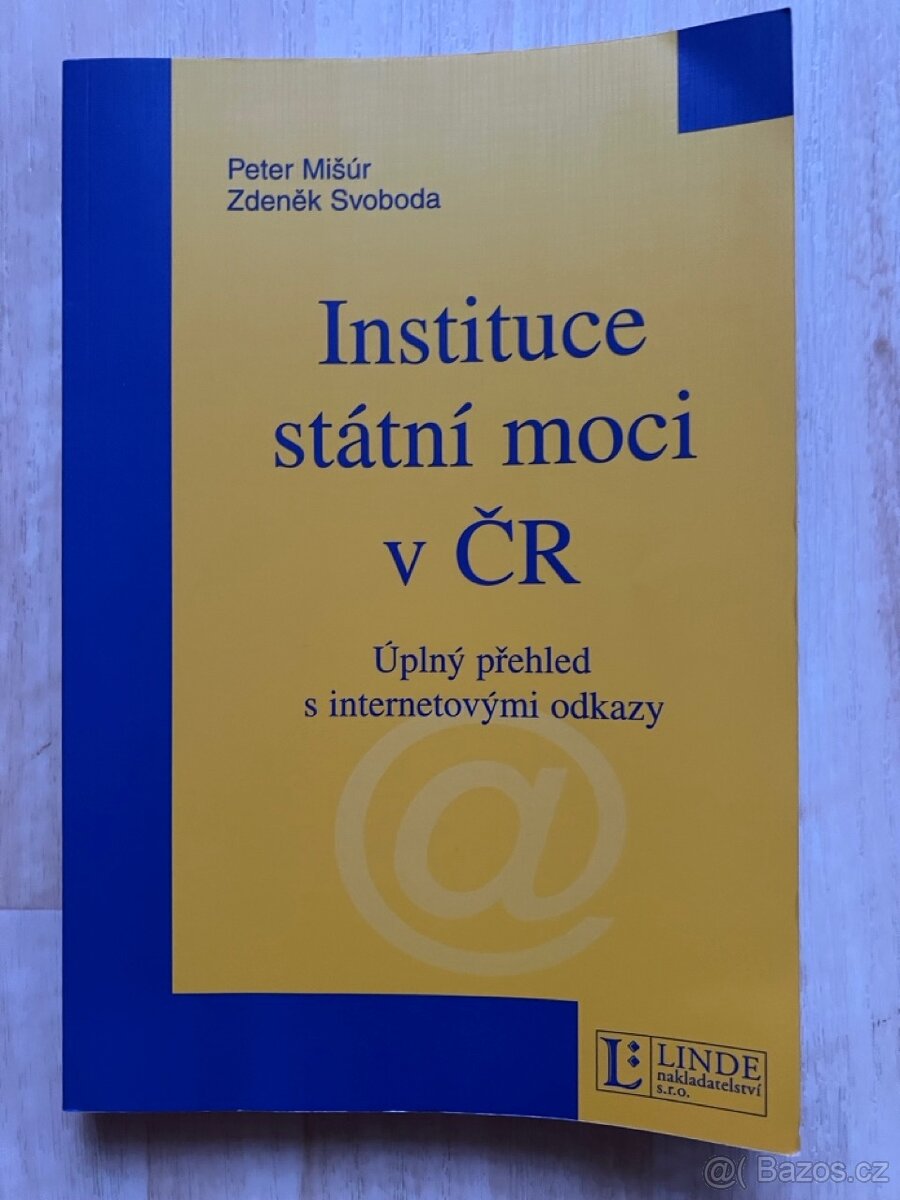 Peter Mišúr
Zdeněk Svoboda
Instituce
státní moci
v ČR
Úplný přehled
s internetovými odkazy
@
L
LINDE
nakladatelství
s.r.o.
@( Bazos.cz